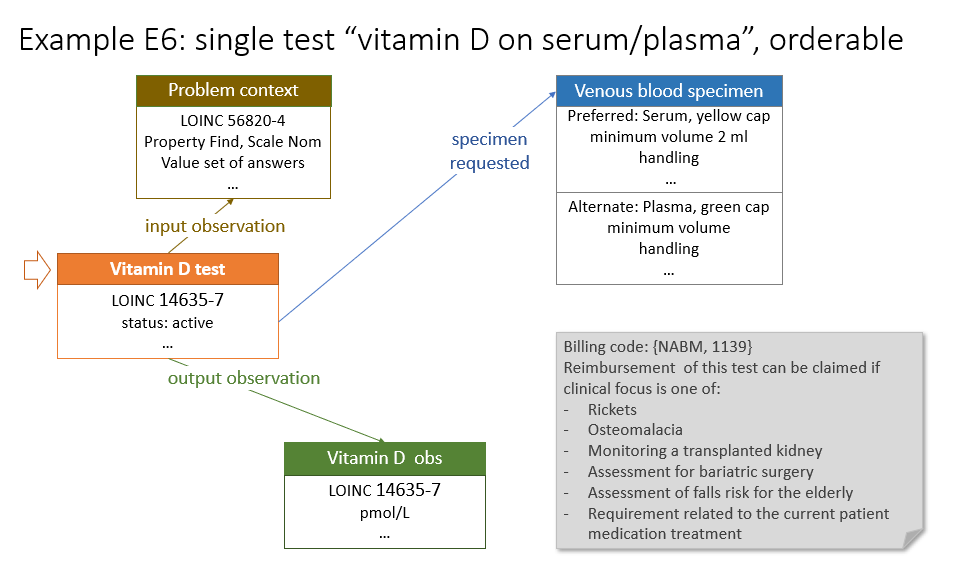 Example E6: single test “vitamin D on serum/plasma”, orderable
Problem context
LOINC 56820-4
Property Find, Scale Nom
Value set of answers
...
input observation
Vitamin D test
LOINC 14635-7
status: active
...
output observation
Vitamin D  obs
LOINC 14635-7
pmol/L
...
specimen
requested
Venous blood specimen
Preferred: Serum, yellow cap
minimum volume 2 ml
handling
...
Alternate: Plasma, green cap
minimum volume
handling
...
Billing code: {NABM, 1139}
Reimbursement  of this test can be claimed if
clinical focus is one of:
- Rickets
- Osteomalacia
- Monitoring a transplanted kidney
- Assessment for bariatric surgery
- Assessment of falls risk for the elderly
- Requirement related to the current patient
medication treatment